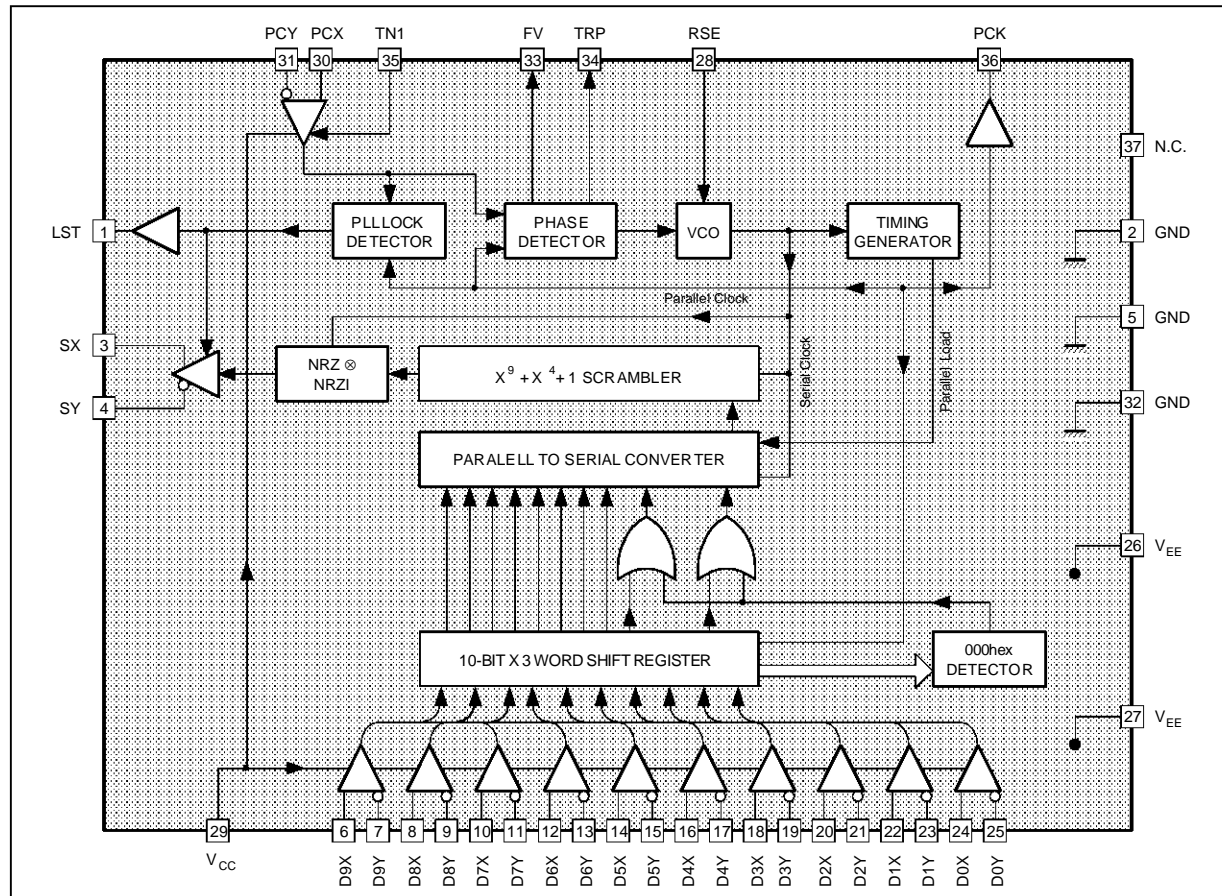 PCY PCX TN1 FV TRP RSE PCK
31 30 35 33 34 28 36
37 N.C.
LST 1
PLLLOCK
DETECTOR
PHASE
DETECTOR
VCO
TIMING
GENERATOR
2 GND
Parallel Clock
5 GND
SX 3
NRZ ⊗
NRZI
X 9 + X 4 + 1 SCRAMBLER
Serial Clock
Parallel Load
SY 4
32 GND
PARALELL TO SERIAL CONVERTER
26 VEE
10-BIT X 3 WORD SHIFT REGISTER
000hex
DETECTOR
27 VEE
29 6 7 8 9 10 11 12 13 14 15 16 17 18 19 20 21 22 23 24 25
VCC D9X D9Y D8X D8Y D7X D7Y D6X D6Y D5X D5Y D4X D4Y D3X D3Y D2X D2Y D1X D1Y D0X D0Y